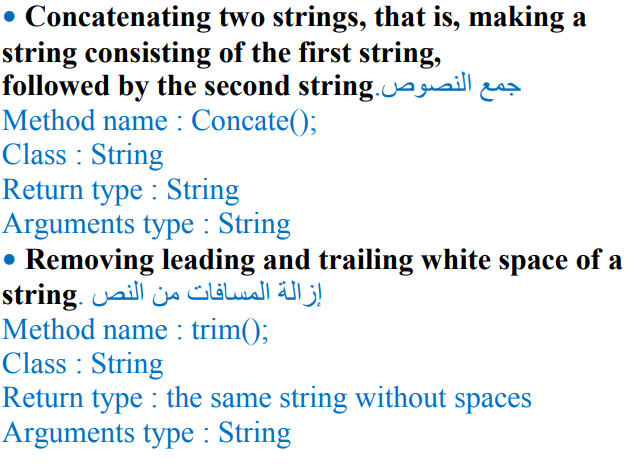 • Concatenating two strings, that is, making a
string consisting of the first string,
followed by the second string.جمع النصوص
Method name : Concate();
Class : String
Return type : String
Arguments type : String
• Removing leading and trailing white space of a
string. إزالة المسافات من النص
Method name : trim();
Class : String
Return type : the same string without spaces
Arguments type : String